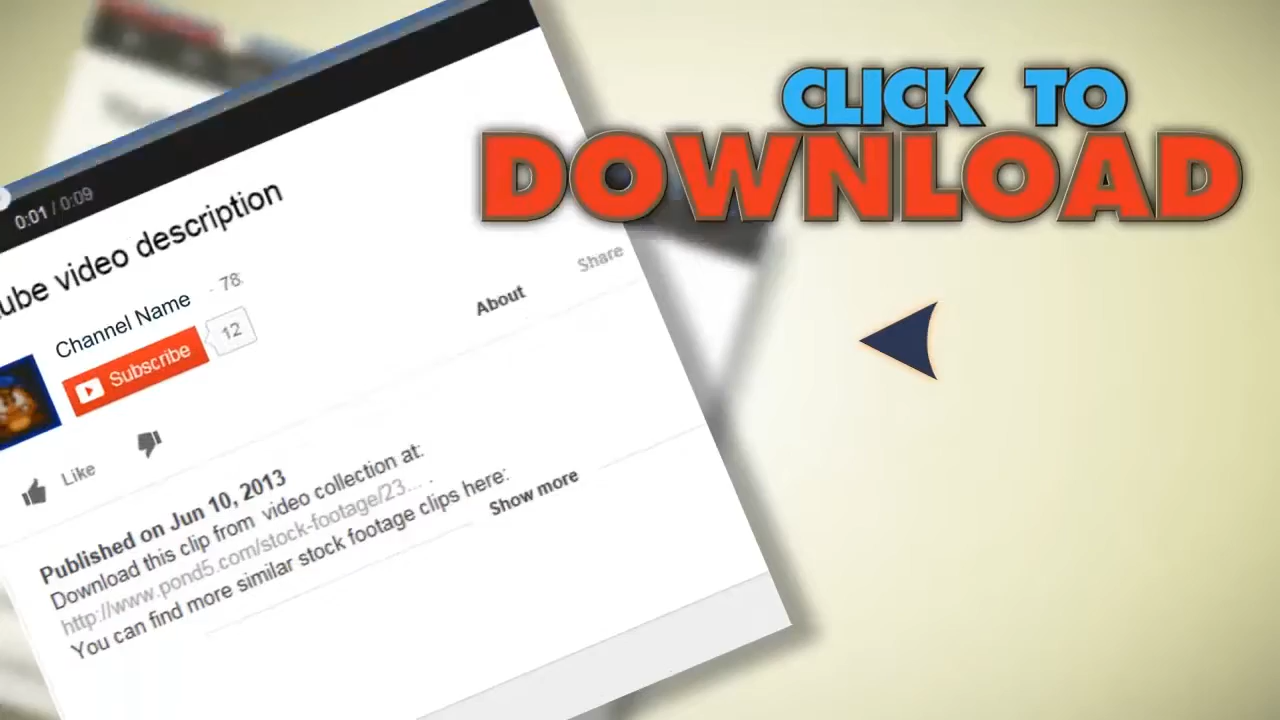 CLICK TO
DOWNLOAD
0:01 / 0:09
ube video description
Channel Name - 78
Subscribe 12
About Share
Like
Published on Jun 10, 2013
Download this clip from video collection at:
http://www.pond5.com/stock-footage/23... .
You can find more similar stock footage clips here:
Show more